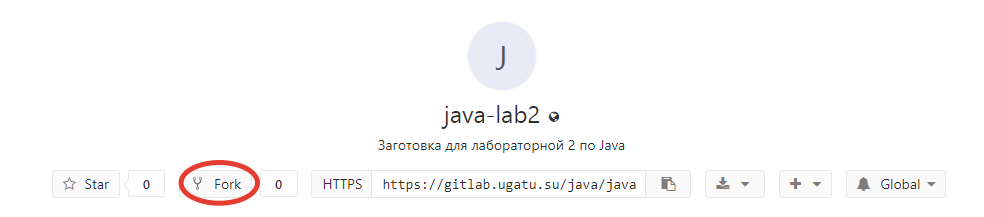 J
java-lab2
Заготовка для лабораторной 2 по Java
Star 0 Fork 0 HTTPS https://gitlab.ugatu.su/java/java Global